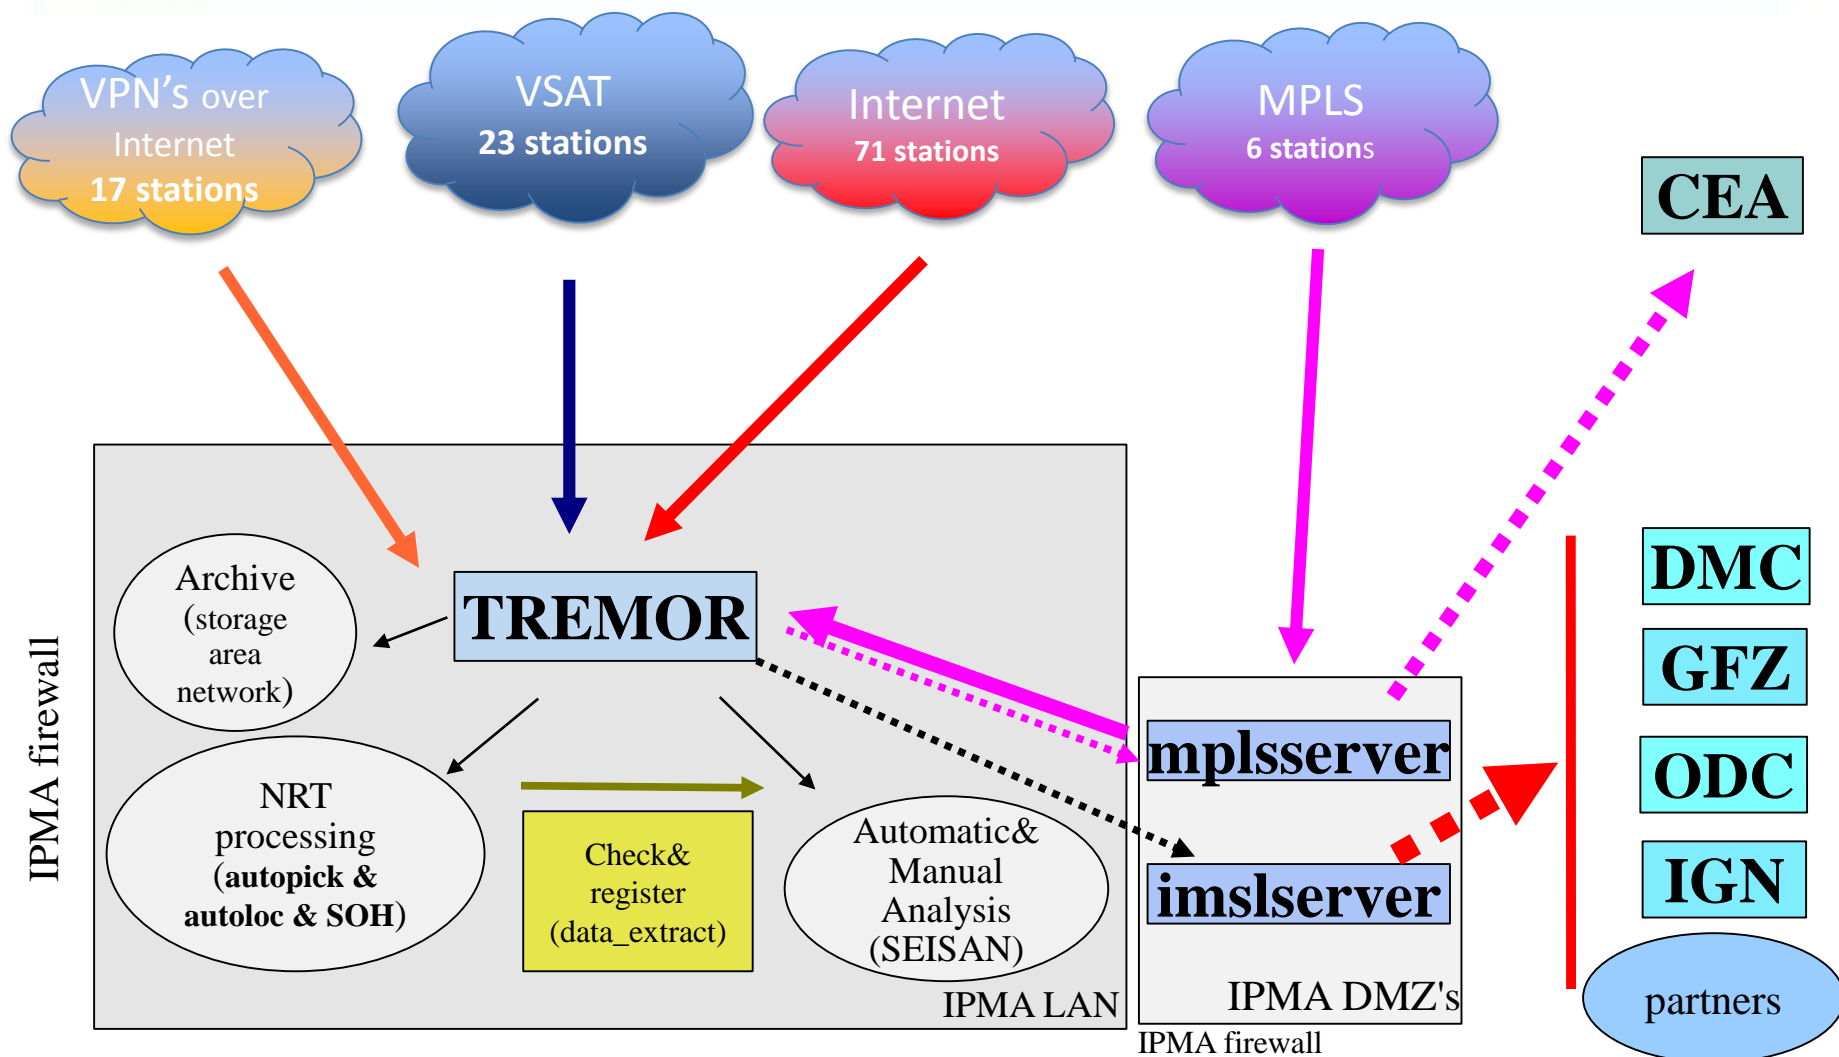 VPN's over
Internet
17 stations
VSAT
23 stations
Internet
71 stations
MPLS
6 stations
CEA
IPMA firewall
Archive
(storage
area
network)
TREMOR
NRT
processing
(autopick &
autoloc & SOH)
Check&
register
(data_extract)
Automatic&
Manual
Analysis
(SEISAN)
IPMA LAN
mplsserver
imslserver
IPMA DMZ's
IPMA firewall
DMC
GFZ
ODC
IGN
partners